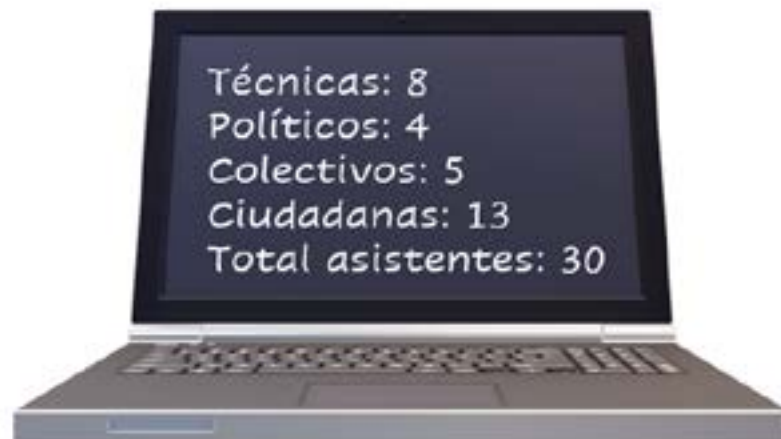 Técnicas: 8
Políticos: 4
Colectivos: 5
Ciudadanas: 13
Total asistentes: 30